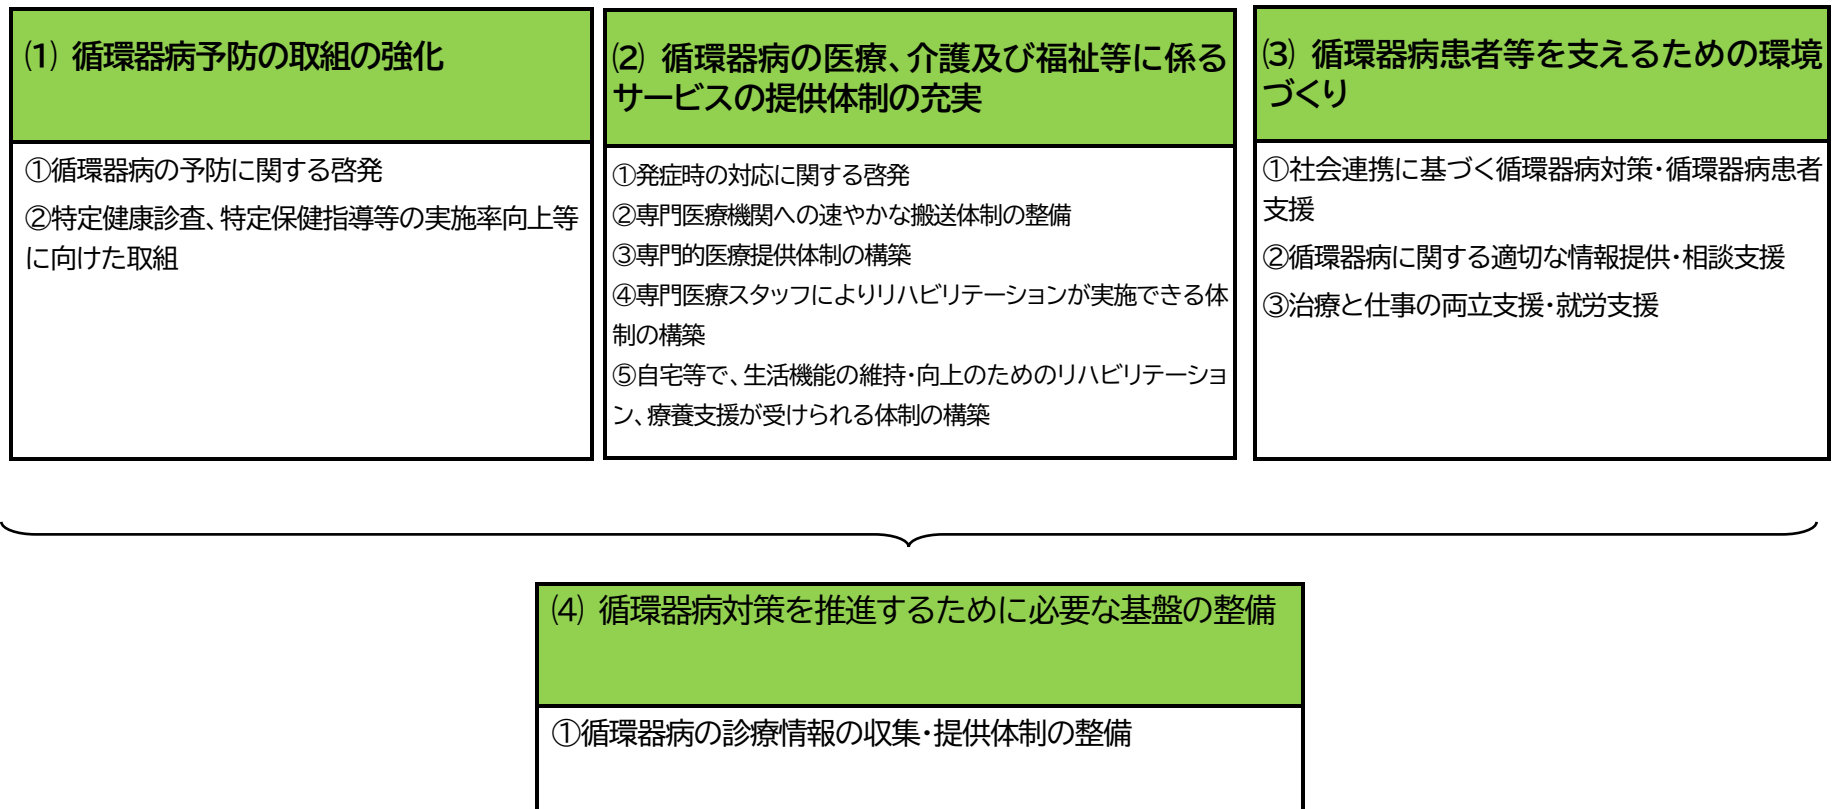 ⑴ 循環器病予防の取組の強化
①循環器病の予防に関する啓発
②特定健康診査、特定保健指導等の実施率向上等
に向けた取組
⑵ 循環器病の医療、介護及び福祉等に係る
サービスの提供体制の充実
①発症時の対応に関する啓発
②専門医療機関への速やかな搬送体制の整備
③専門的医療提供体制の構築
④専門医療スタッフによりリハビリテーションが実施できる体
制の構築
⑤自宅等で、生活機能の維持・向上のためのリハビリテーショ
ン、療養支援が受けられる体制の構築
⑶ 循環器病患者等を支えるための環境
づくり
①社会連携に基づく循環器病対策・循環器病患者
支援
②循環器病に関する適切な情報提供・相談支援
③治療と仕事の両立支援・就労支援
⑷ 循環器病対策を推進するために必要な基盤の整備
①循環器病の診療情報の収集・提供体制の整備